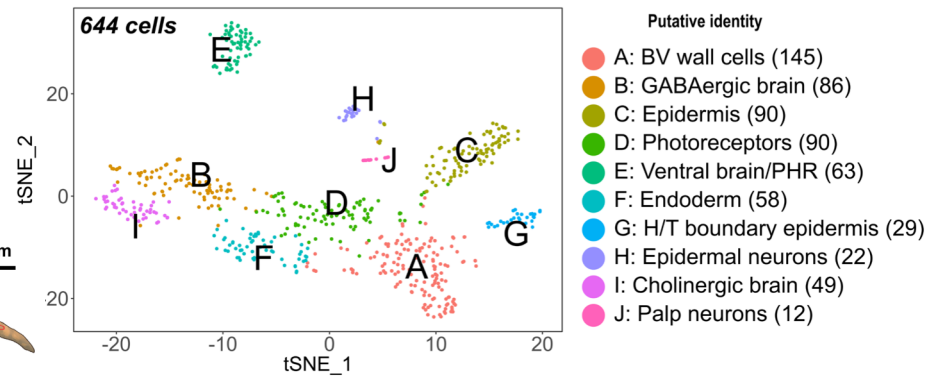 644 cells
Putative identity
E
A: BV wall cells (145)
B: GABAergic brain (86)
20
H
C: Epidermis (90)
C
J
D: Photoreceptors (90)
B
E: Ventral brain/PHR (63)
tSNE_2
0
D
F: Endoderm (58)
I
G
G: H/T boundary epidermis (29)
F
A
H: Epidermal neurons (22)
m
I: Cholinergic brain (49)
20
J: Palp neurons (12)
-20 -10 0 10 20
tSNE_1